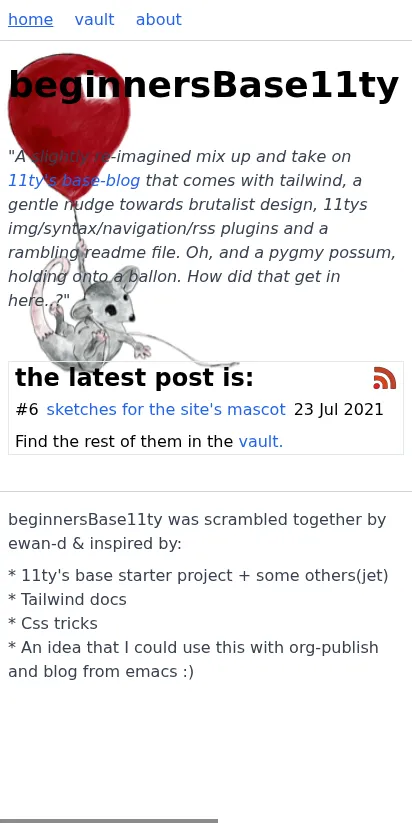 home vault about
beginnersBase11ty
"A slightly re-imagined mix up and take on
11ty's base-blog that comes with tailwind, a
gentle nudge towards brutalist design, 11tys
img/syntax/navigation/rss plugins and a
rambling readme file. Oh, and a pygmy possum,
holding onto a ballon. How did that get in
here..?"
the latest post is:
#6 sketches for the site's mascot 23 Jul 2021
Find the rest of them in the vault.
beginnersBase11ty was scrambled together by
ewan-d & inspired by:
* 11ty's base starter project + some others(jet)
* Tailwind docs
* Css tricks
* An idea that I could use this with org-publish
and blog from emacs :)